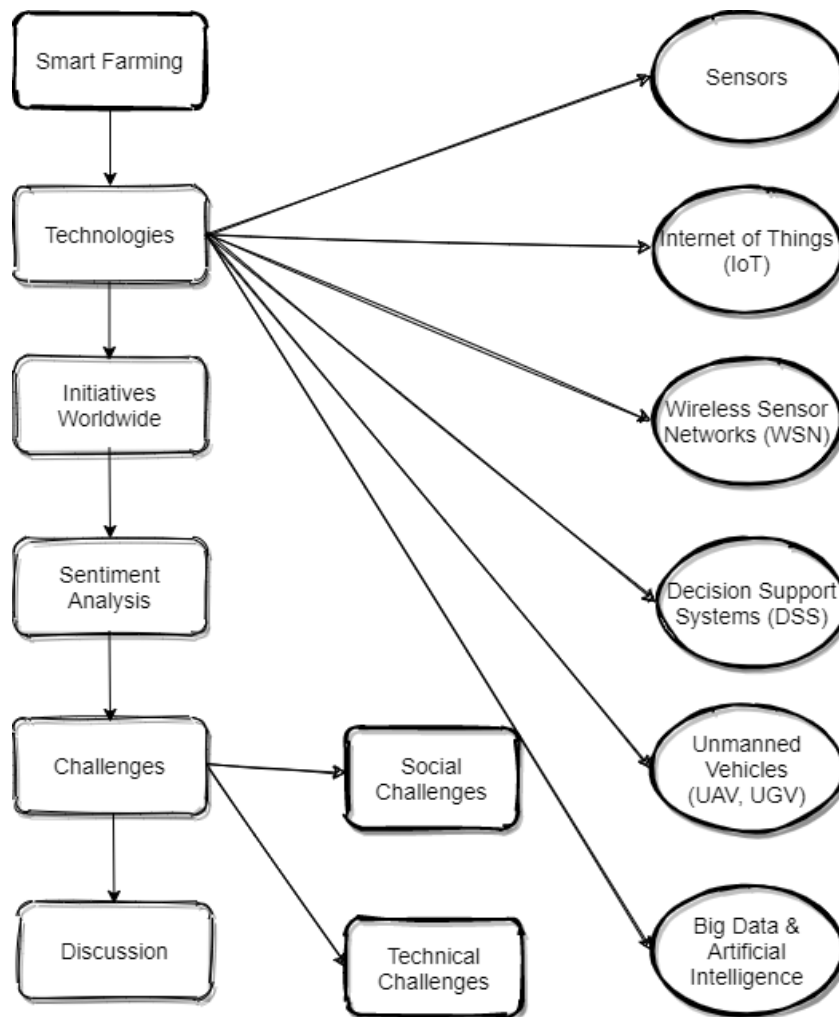 Smart Farming
Technologies
Initiatives
Worldwide
Sentiment
Analysis
Challenges
Discussion
Social
Challenges
Technical
Challenges
Sensors
Internet of Things
(IoT)
Wireless Sensor
Networks (WSN)
Decision Support
Systems (DSS)
Unmanned
Vehicles
(UAV, UGV)
Big Data &
Artificial
Intelligence